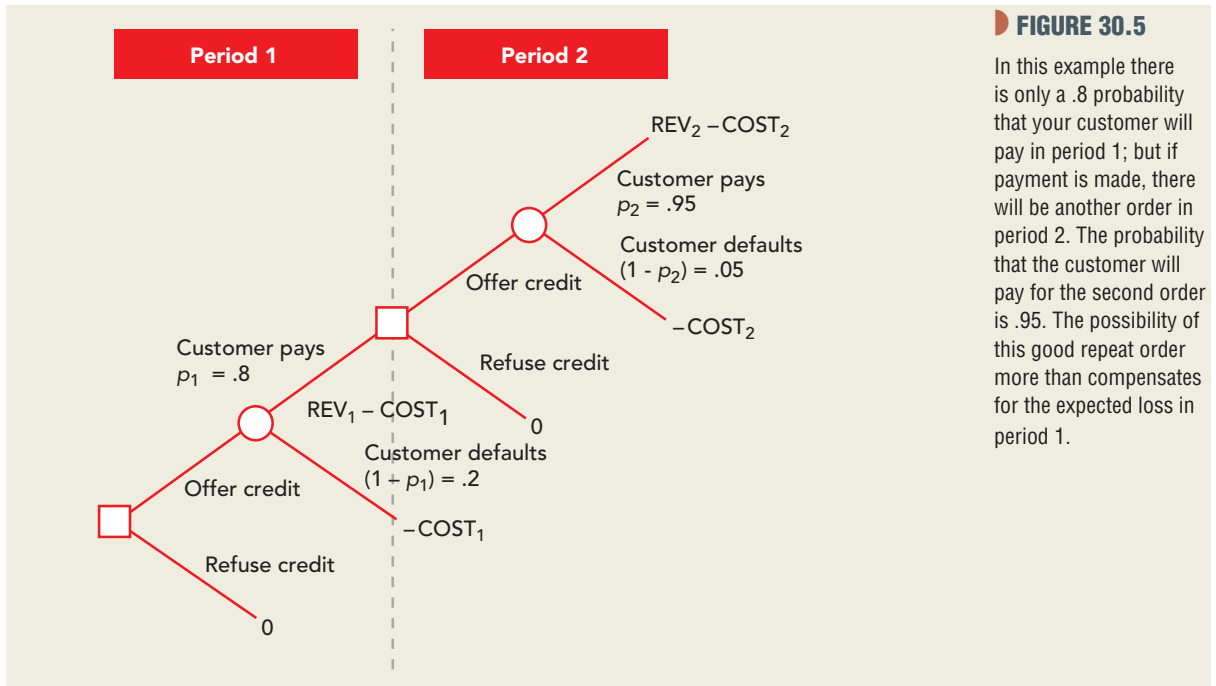 Period 1
Period 2
REV2 – COST2
Customer pays
p2 = .95
Customer defaults
(1 - p2) = .05
Offer credit
–COST2
Customer pays
p1 = .8
Refuse credit
REV1 – COST1
0
Customer defaults
(1 – p1) = .2
Offer credit
–COST1
Refuse credit
0
FIGURE 30.5
In this example there
is only a .8 probability
that your customer will
pay in period 1; but if
payment is made, there
will be another order in
period 2. The probability
that the customer will
pay for the second order
is .95. The possibility of
this good repeat order
more than compensates
for the expected loss in
period 1.